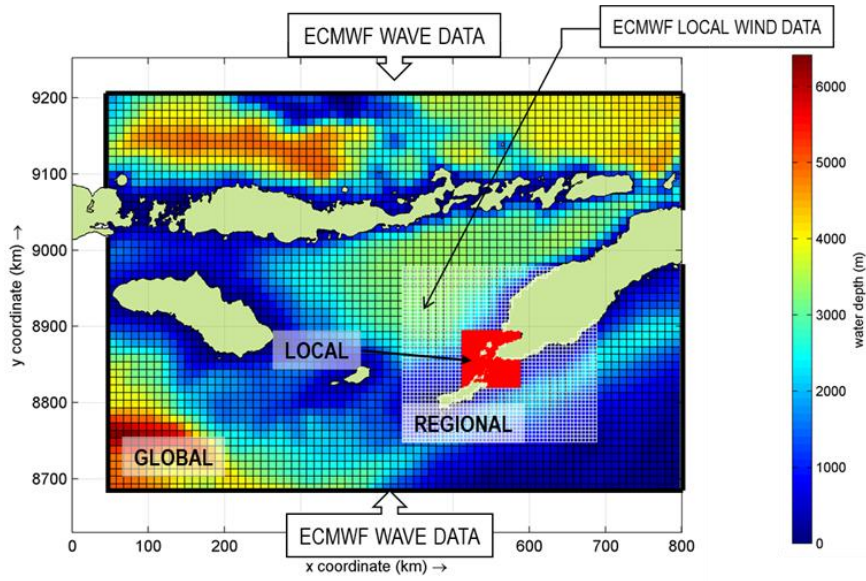 ECMWF WAVE DATA
ECMWF LOCAL WIND DATA
9200
9100
9000
8900
8800
8700
y coordinate (km) →
LOCAL
REGIONAL
GLOBAL
ECMWF WAVE DATA
0
100
200
300
400
500
600
700
800
x coordinate (km) →
6000
5000
4000
3000
2000
1000
0
water depth (m)